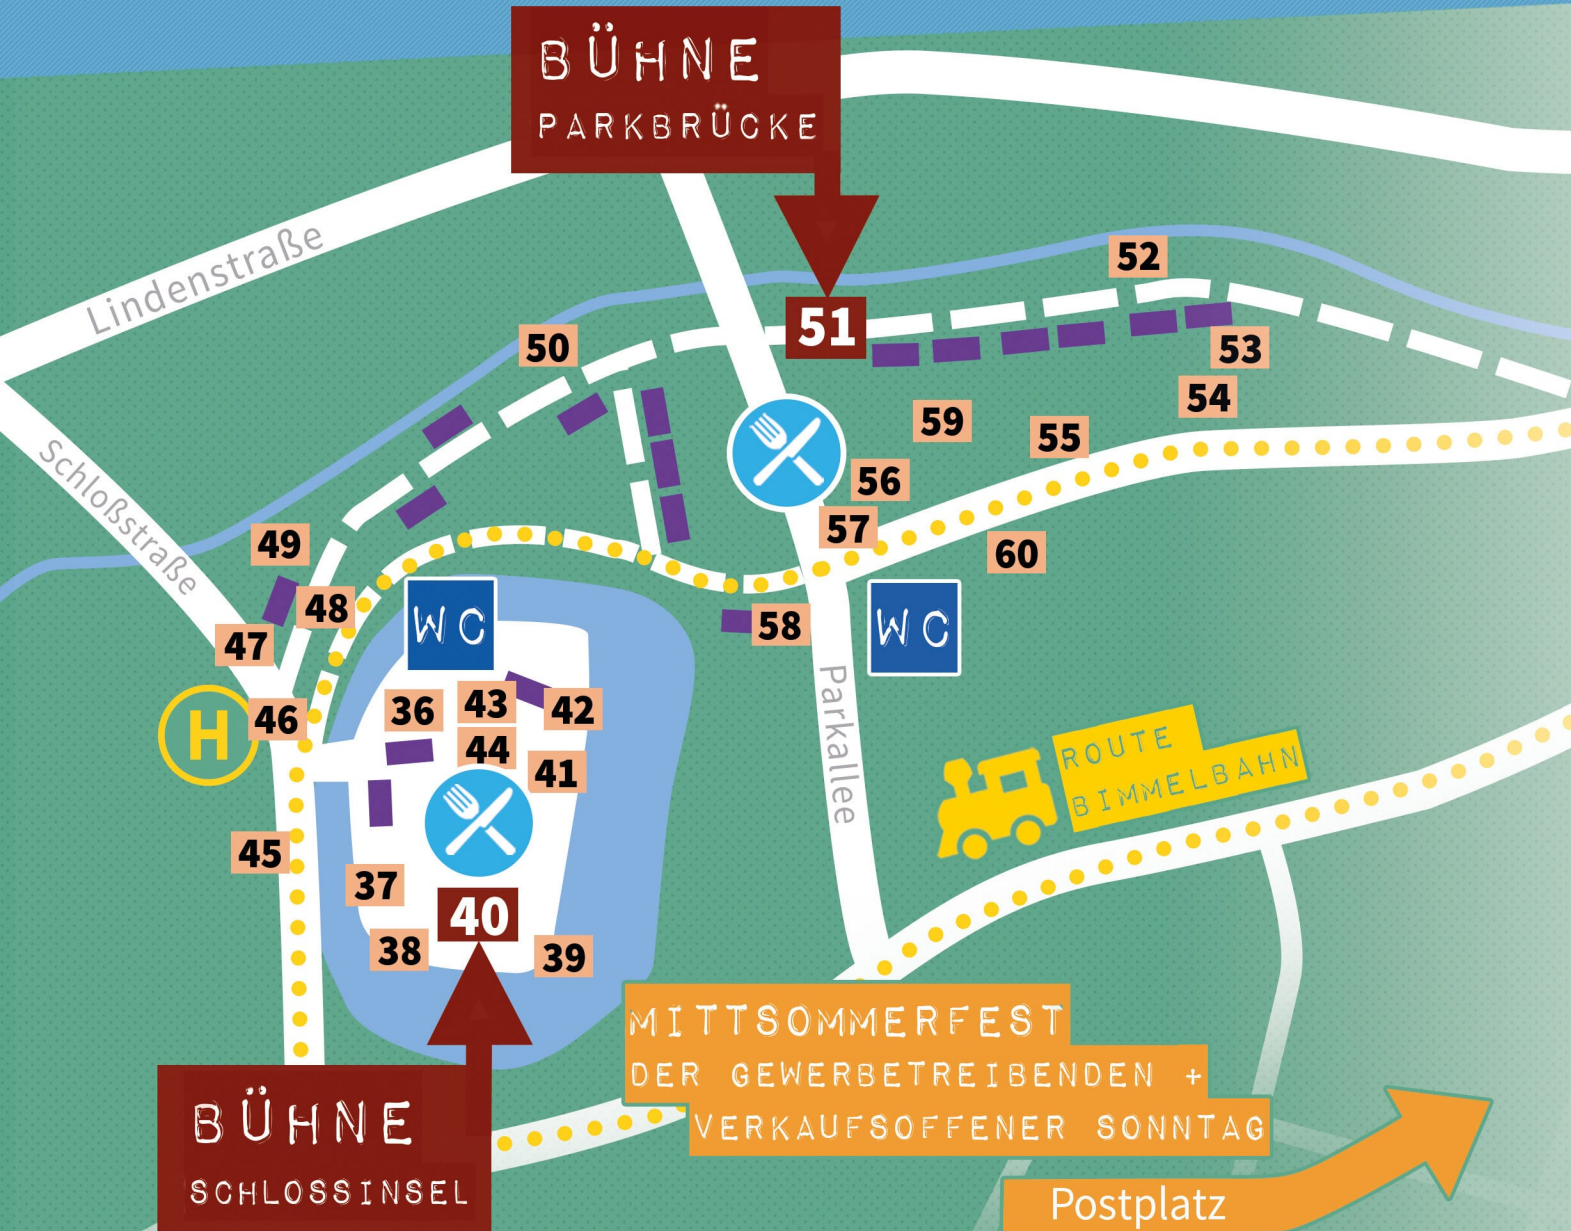 BÜHNE
PARKBRÜCKE
Lindenstraße
52
51
50
53
54
59
55
Schloßstraße
56
57
49
60
48
WC
58
WC
47
36
43
42
H
46
44
41
Parkallee
ROUTE
BIMMELBAHN
45
37
40
38
39
MITTSOMMERFEST
DER GEWERBETREIBENDEN +
VERKAUFSOFFENER SONNTAG
BÜHNE
SCHLOSSINSEL
Postplatz